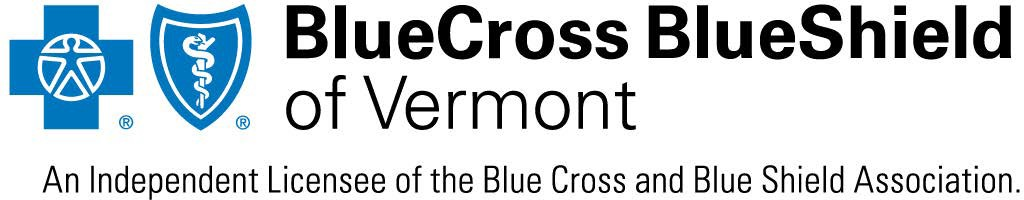 BlueCross BlueShield
of Vermont
® ®
An Independent Licensee of the Blue Cross and Blue Shield Association.